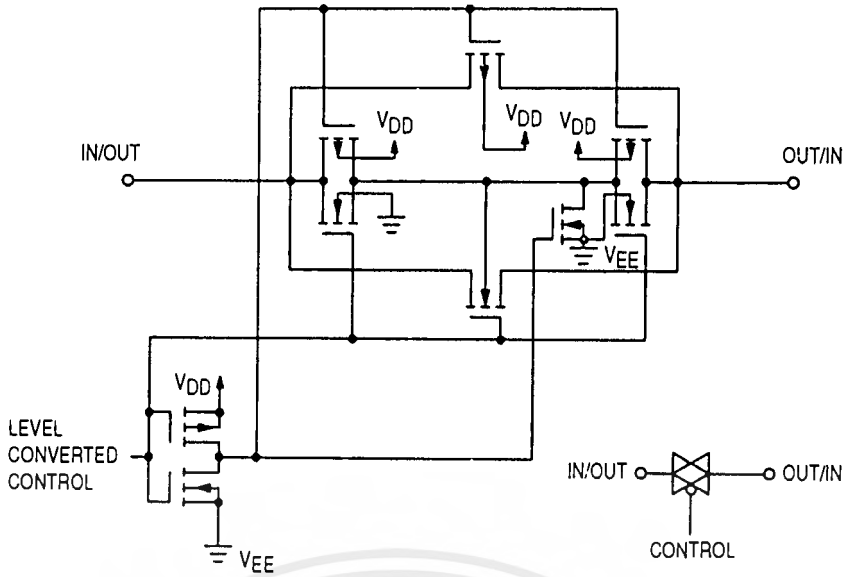 VDD
VDD
VDD
IN/OUT
OUT/IN
VEE
VDD
LEVEL
CONVERTED
CONTROL
VEE
IN/OUT
OUT/IN
CONTROL